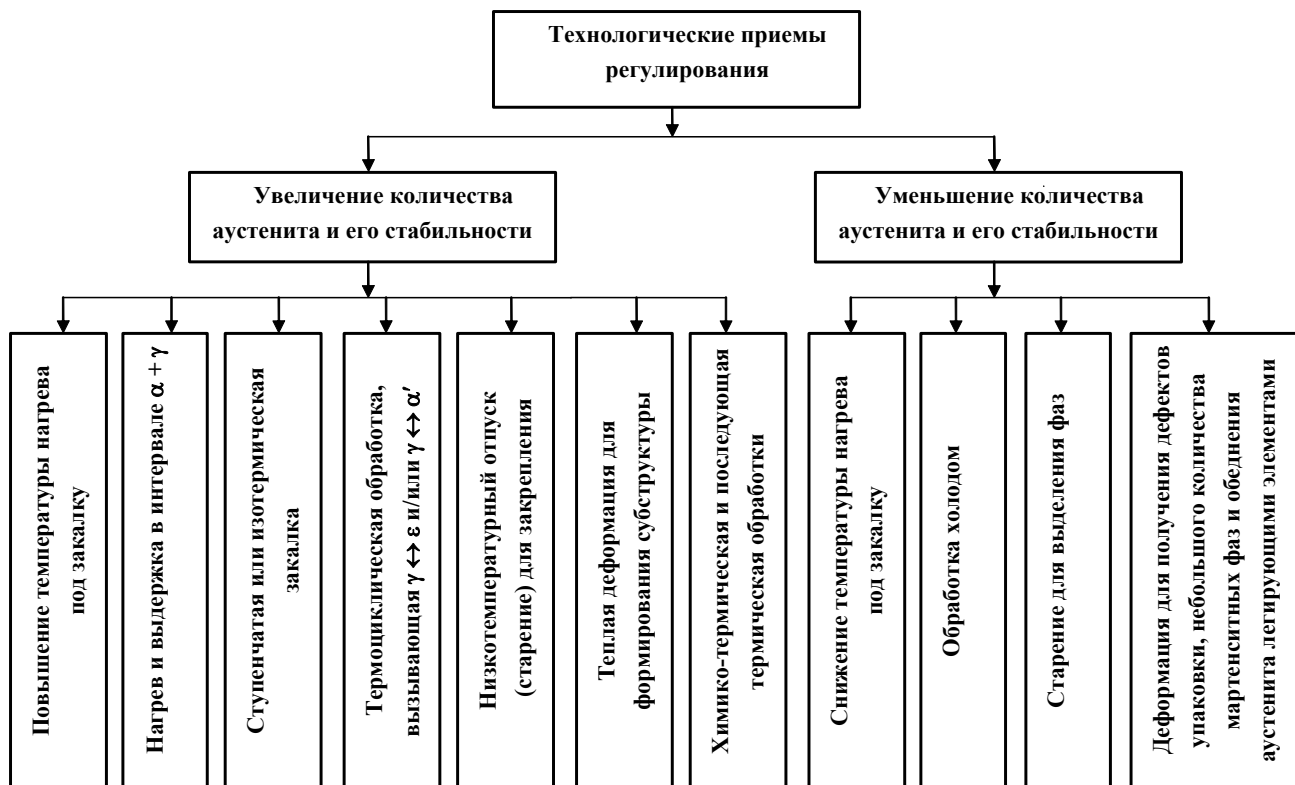 Технологические приемы
регулирования
Увеличение количества
аустенита и его стабильности
Уменьшение количества
аустенита и его стабильности
Повышение температуры нагрева
под закалку
Нагрев и выдержка в интервале α + γ
Ступенчатая или изотермическая
закалка
Термоциклическая обработка,
вызывающая γ ↔ ε и/или γ ↔ α′
Низкотемпературный отпуск
(старение) для закрепления
Теплая деформация для
формирования субструктуры
Химико-термическая и последующая
термическая обработки
Снижение температуры нагрева
под закалку
Обработка холодом
Старение для выделения фаз
Деформация для получения дефектов
упаковки, небольшого количества
мартенситных фаз и обеднения
аустенита легирующими элементами